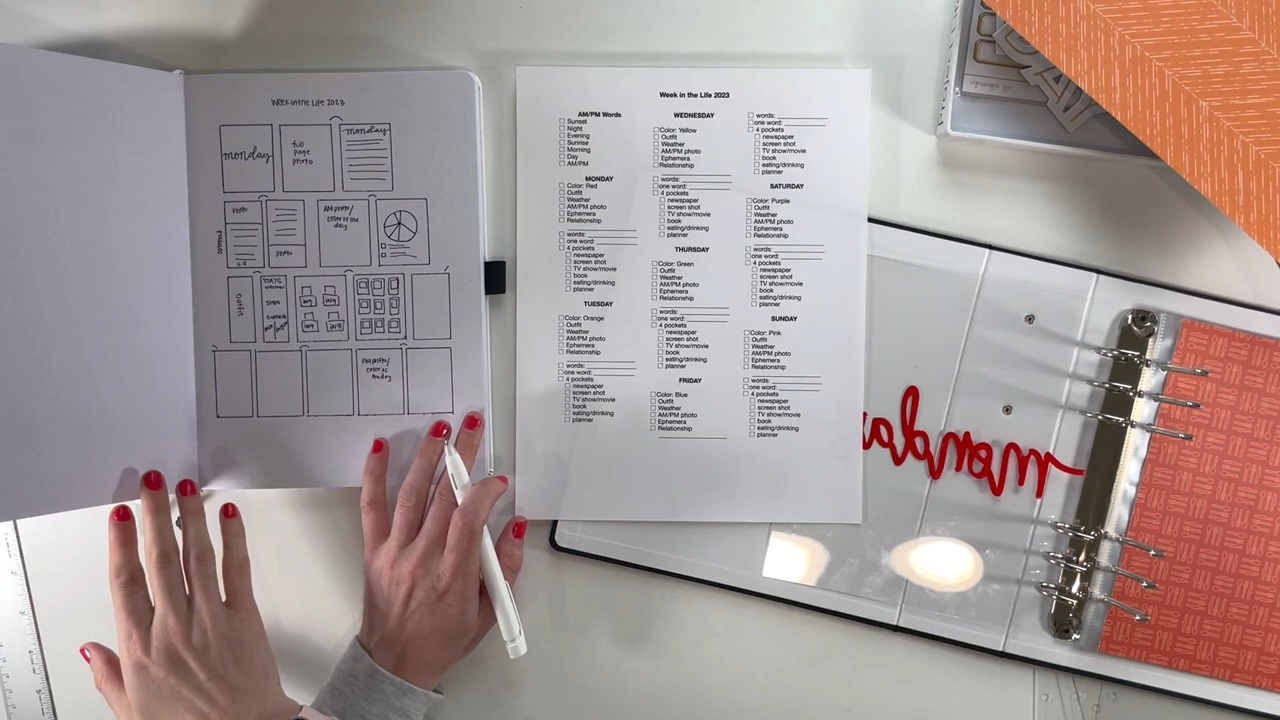 Week in the Life 2023
monday
full
page
photo
monday
PHOTO
PHOTO
AM PHOTO/
COLOR OF THE
DAY
OUTFIT
STATS
STEPS
ing
ing
ing
ing
Week in the Life 2023
AM/PM Words
Sunset
Night
Evening
Sunrise
Morning
Day
AM/PM
MONDAY
Color: Red
Outfit
Weather
AM/PM photo
Ephemera
Relationship
words:
one word:
4 pockets
newspaper
screen shot
TV show/movie
book
eating/drinking
planner
TUESDAY
Color: Orange
Outfit
Weather
AM/PM photo
Ephemera
Relationship
words:
one word:
4 pockets
newspaper
screen shot
TV show/movie
book
eating/drinking
planner
WEDNESDAY
Color: Yellow
Outfit
Weather
AM/PM photo
Ephemera
Relationship
words:
one word:
4 pockets
newspaper
screen shot
TV show/movie
book
eating/drinking
planner
THURSDAY
Color: Green
Outfit
Weather
AM/PM photo
Ephemera
Relationship
words:
one word:
4 pockets
newspaper
screen shot
TV show/movie
book
eating/drinking
planner
FRIDAY
Color: Blue
Outfit
Weather
AM/PM photo
Ephemera
Relationship
words:
one word:
4 pockets
newspaper
screen shot
TV show/movie
book
eating/drinking
planner
SATURDAY
Color: Purple
Outfit
Weather
AM/PM photo
Ephemera
Relationship
words:
one word:
4 pockets
newspaper
screen shot
TV show/movie
book
eating/drinking
planner
SUNDAY
Color: Pink
Outfit
Weather
AM/PM photo
Ephemera
Relationship
words:
one word:
4 pockets
newspaper
screen shot
TV show/movie
book
eating/drinking
planner
DAY
monday